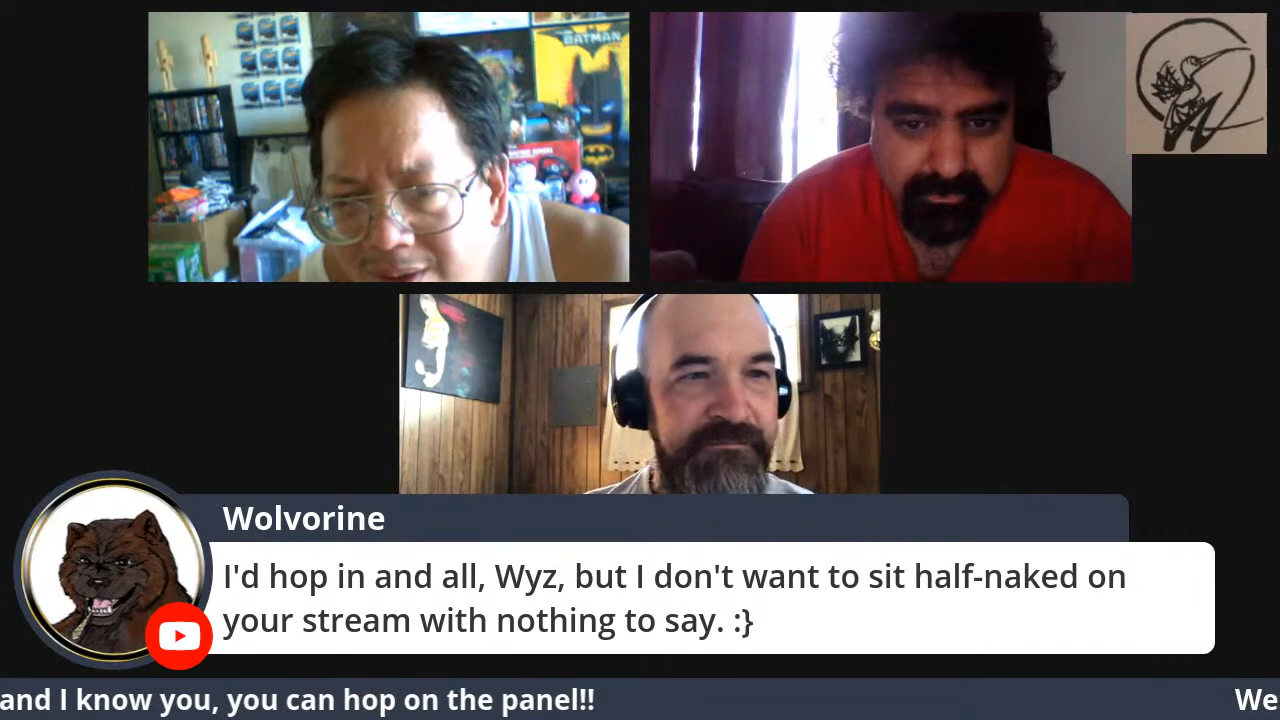 BATMAN
Wolvorine
I'd hop in and all, Wyz, but I don't want to sit half-naked on
your stream with nothing to say. :}
and I know you, you can hop on the panel!!
We